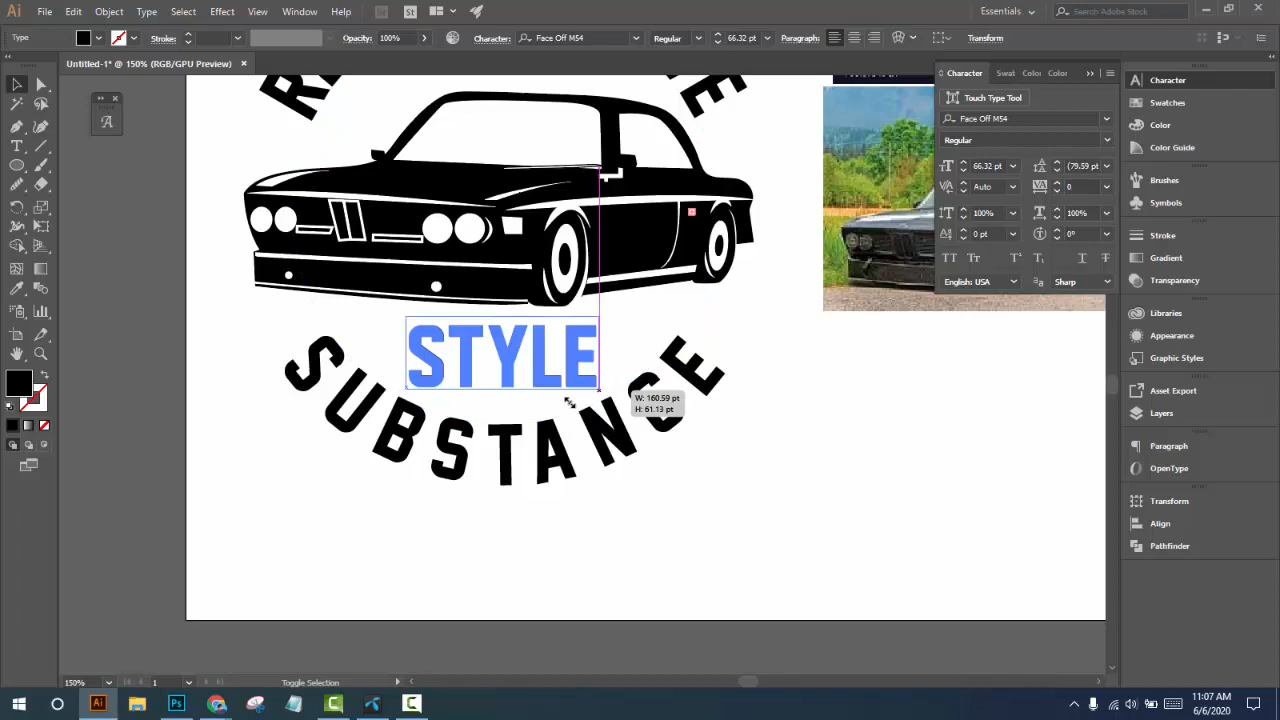 Ai File Edit Object Type Select Effect View Window Help Br St Essentials Search Adobe Stock
Type Stroke: Opacity: 100% Character: Face Off M54 Regular 66.32 pt Paragraph: Transform
Untitled-1* @ 150% (RGB/GPU Preview)
STYLE
SUBSTANCE
W: 160.59 pt
H: 61.13 pt
Character Swat Color Color
Touch Type Tool
Face Off M54
Regular
66.32 pt (79.59 pt
Auto 0
100% 100%
0 pt 0°
English: USA Sharp
Character
Swatches
Color
Color Guide
Brushes
Symbols
Stroke
Gradient
Transparency
Libraries
Appearance
Graphic Styles
Asset Export
Layers
Paragraph
OpenType
Transform
Align
Pathfinder
150% 1 Toggle Selection
Ai Ps C C 11:07 AM
6/6/2020